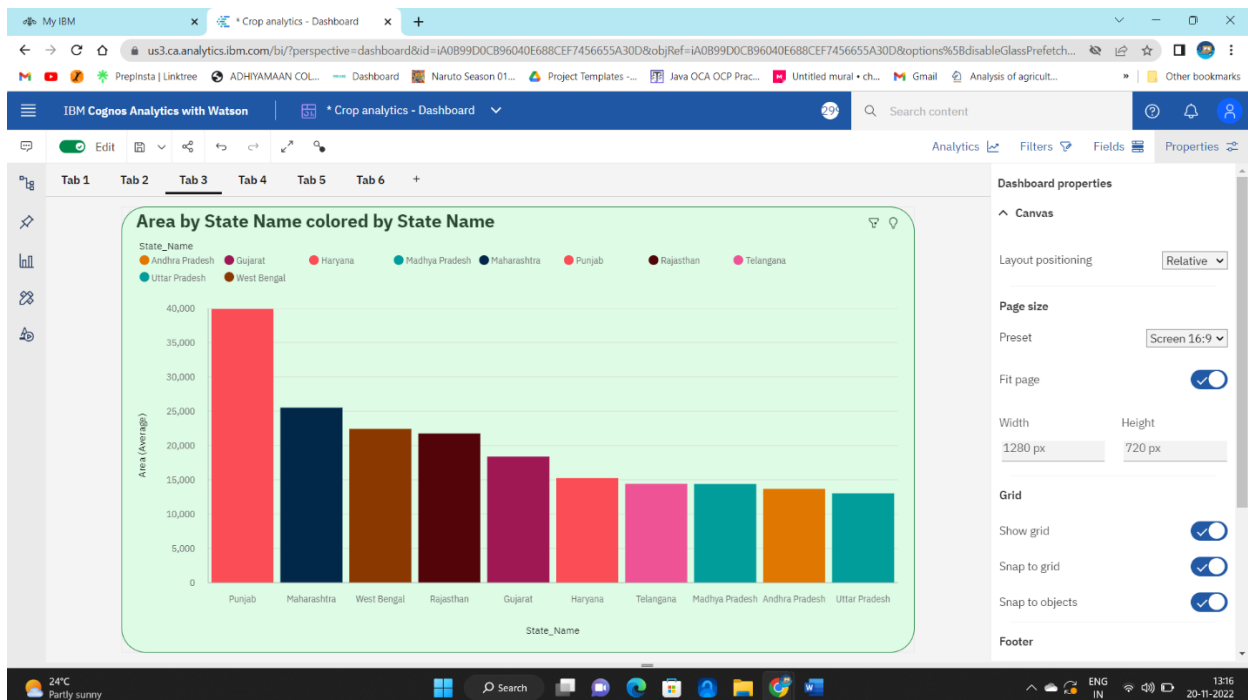 My IBM
* Crop analytics - Dashboard
us3.ca.analytics.ibm.com/bi/?perspective=dashboard&id=iA0B99D0CB96040E688CEF7456655A30D&objRef=iA0B99D0CB96040E688CEF7456655A30D&options%5BdisableGlassPrefetch...
PrepInsta | Linktree ADHIYAMAAN COL... Dashboard Naruto Season 01... Project Templates -... Java OCA OCP Prac... Untitled mural • ch... Gmail Analysis of agricult... » Other bookmarks
IBM Cognos Analytics with Watson * Crop analytics - Dashboard 299 Search content
Edit Analytics Filters Fields Properties
Tab 1 Tab 2 Tab 3 Tab 4 Tab 5 Tab 6 +
Area by State Name colored by State Name
State_Name
Andhra Pradesh Gujarat Haryana Madhya Pradesh Maharashtra Punjab Rajasthan Telangana
Uttar Pradesh West Bengal
40,000
35,000
30,000
25,000
20,000
15,000
10,000
5,000
0
Area (Average)
Punjab Maharashtra West Bengal Rajasthan Gujarat Haryana Telangana Madhya Pradesh Andhra Pradesh Uttar Pradesh
State_Name
Dashboard properties
Canvas
Layout positioning Relative
Page size
Preset Screen 16:9
Fit page
Width Height
1280 px 720 px
Grid
Show grid
Snap to grid
Snap to objects
Footer
24°C
Partly sunny
Search
ENG
IN
13:16
20-11-2022